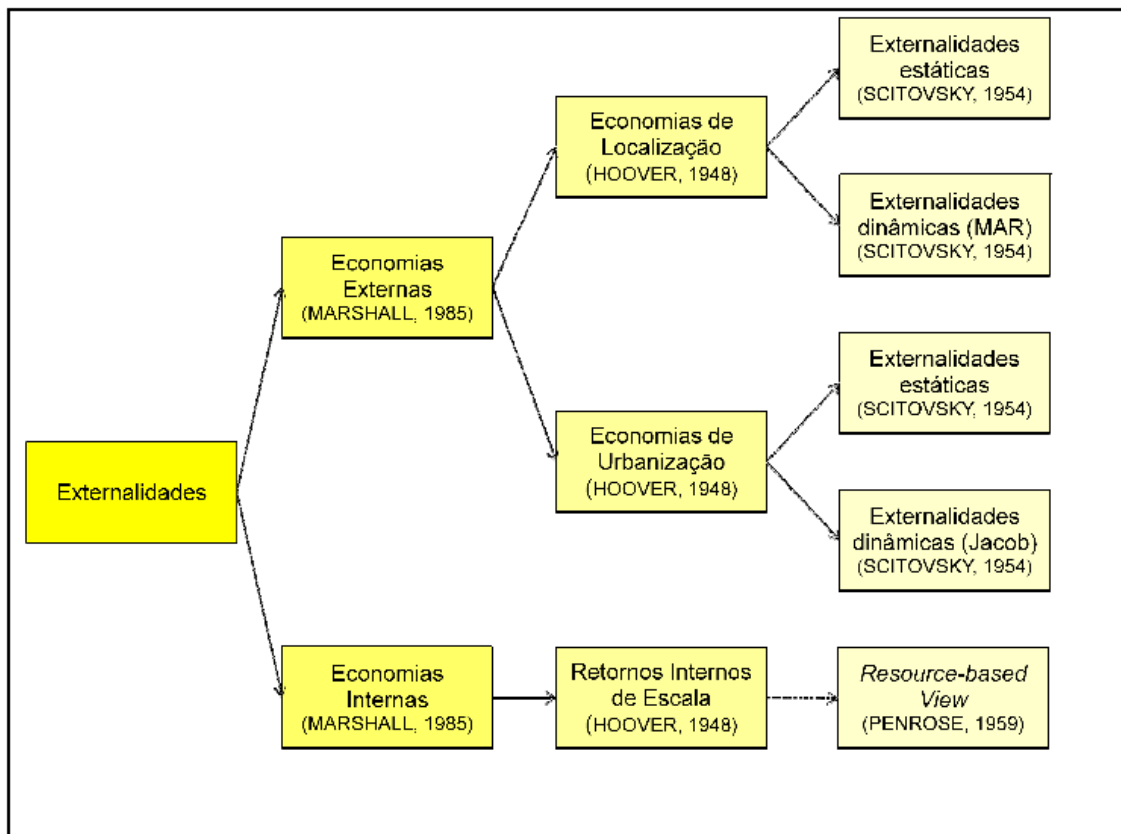 Externalidades
estáticas
(SCITOVSKY, 1954)
Economias de
Localização
(HOOVER, 1948)
Externalidades
dinâmicas (MAR)
(SCITOVSKY, 1954)
Economias
Externas
(MARSHALL, 1985)
Externalidades
estáticas
(SCITOVSKY, 1954)
Economias de
Urbanização
(HOOVER, 1948)
Externalidades
Externalidades
dinâmicas (Jacob)
(SCITOVSKY, 1954)
Economias
Internas
(MARSHALL, 1985)
Retornos Internos
de Escala
(HOOVER, 1948)
Resource-based
View
(PENROSE, 1959)